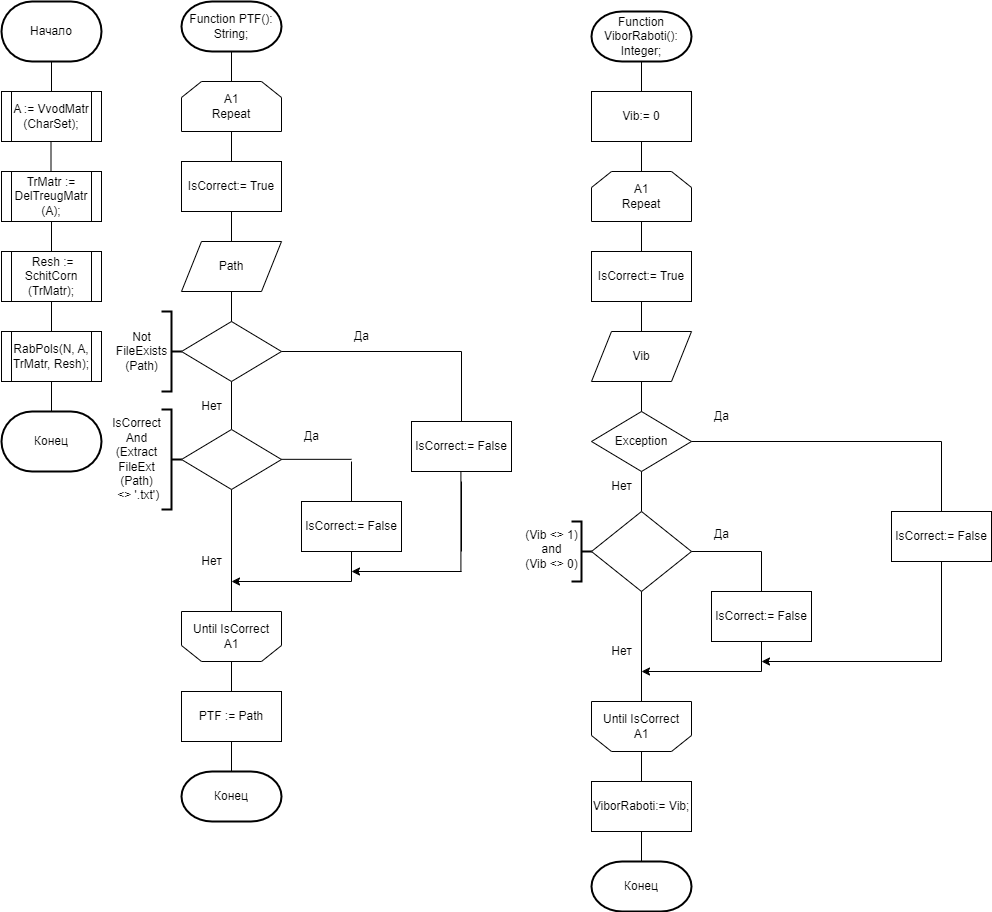 Начало
A := VvodMatr
(CharSet);
TrMatr :=
DelTreugMatr
(A);
Resh :=
SchitCorn
(TrMatr);
RabPols(N, A,
TrMatr, Resh);
Конец
Function PTF():
String;
A1
Repeat
IsCorrect:= True
Path
Not
FileExists
(Path)
Да
Нет
IsCorrect:= False
IsCorrect
And
(Extract
FileExt
(Path)
<> '.txt')
Да
IsCorrect:= False
Нет
Until IsCorrect
A1
PTF := Path
Конец
Function
ViborRaboti():
Integer;
Vib:= 0
A1
Repeat
IsCorrect:= True
Vib
Exception
Да
Нет
IsCorrect:= False
(Vib <> 1)
and
(Vib <> 0)
Да
IsCorrect:= False
Нет
Until IsCorrect
A1
ViborRaboti:= Vib;
Конец